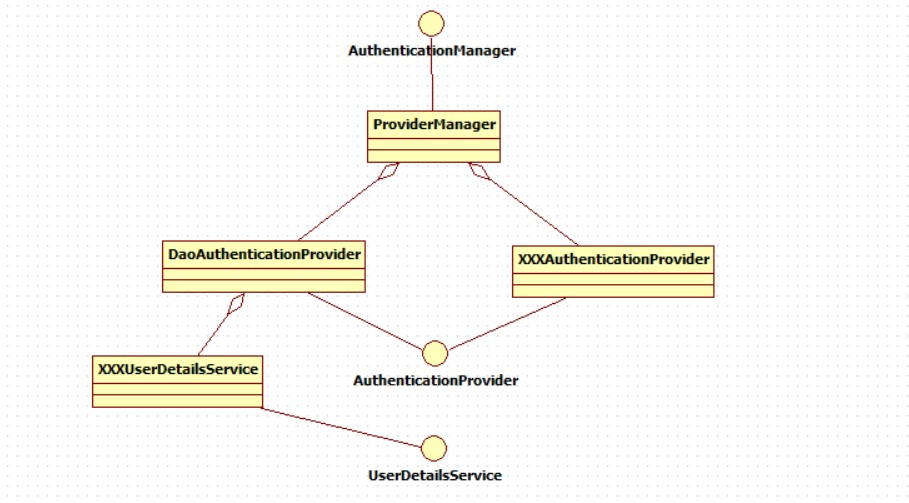 AuthenticationManager
ProviderManager
DaoAuthenticationProvider
XXXAuthenticationProvider
XXXUserDetailsService
AuthenticationProvider
UserDetailsService